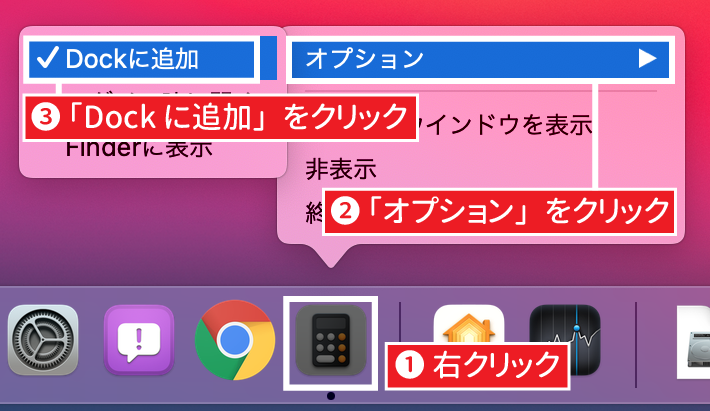 ✓ Dockに追加
オプション ▶
❸「Dock に追加」をクリック
インドウを表示
Finderに表示
非表示
❷「オプション」をクリック
❶ 右クリック